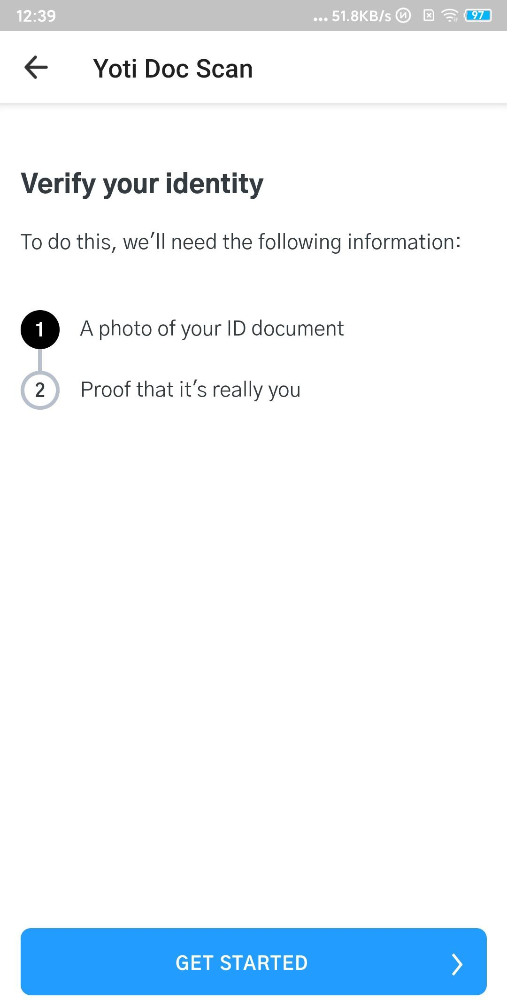 12:39
... 51.8KB/s 97
Yoti Doc Scan
Verify your identity
To do this, we'll need the following information:
1 A photo of your ID document
2 Proof that it's really you
GET STARTED